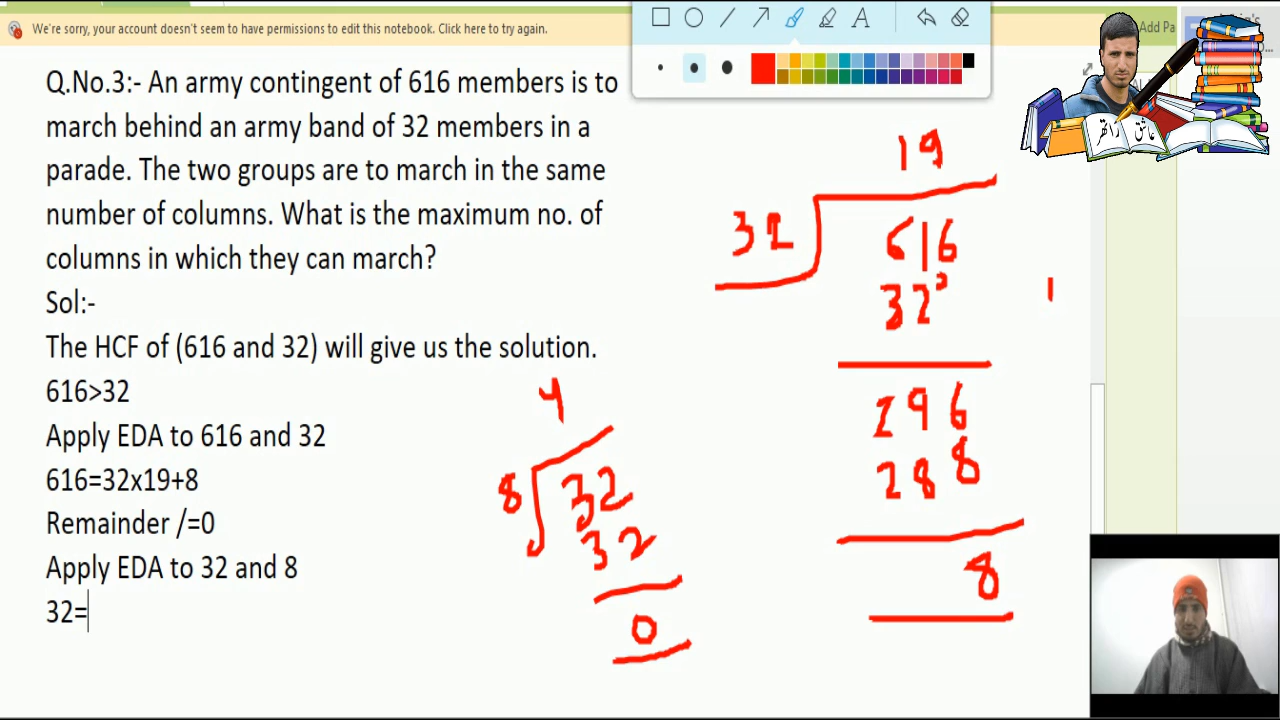 We're sorry, your account doesn't seem to have permissions to edit this notebook. Click here to try again.
Add Pa
Q.No.3:- An army contingent of 616 members is to
march behind an army band of 32 members in a
parade. The two groups are to march in the same
number of columns. What is the maximum no. of
columns in which they can march?
Sol:-
The HCF of (616 and 32) will give us the solution.
616>32
Apply EDA to 616 and 32
616=32x19+8
Remainder /=0
Apply EDA to 32 and 8
32=
4
8 32
32
0
19
32 616
32
296
288
8
عاشق راتھر